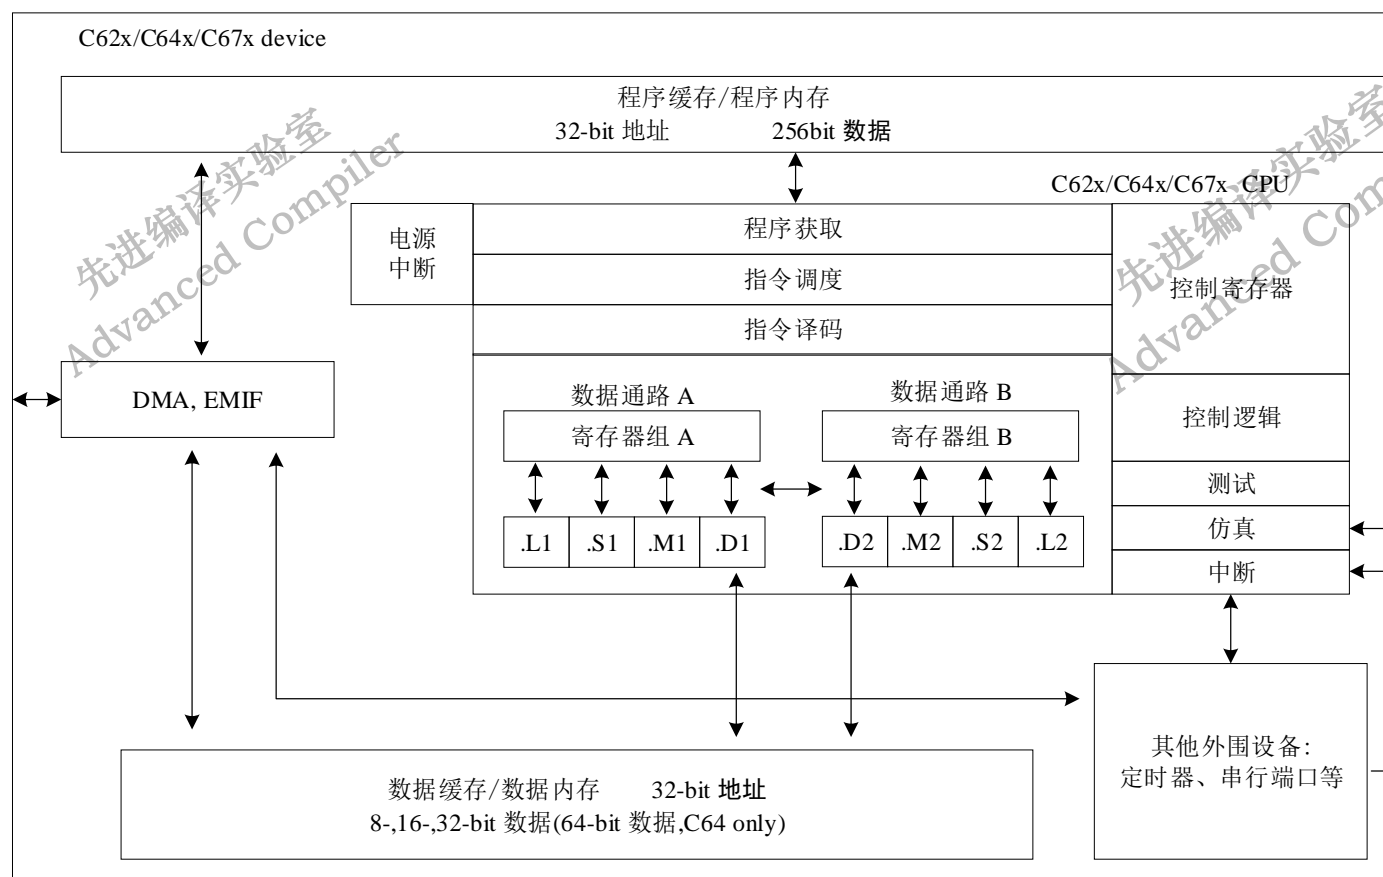 C62x/C64x/C67x device
程序缓存/程序内存
32-bit 地址 256bit 数据
先进编译实验室
Advanced Compiler
先进编译实验室
Advanced Com
C62x/C64x/C67x CPU
电源
中断
程序获取
指令调度
指令译码
控制寄存器
DMA, EMIF
数据通路 A
数据通路 B
寄存器组 A
寄存器组 B
控制逻辑
测试
仿真
中断
.L1 .S1 .M1 .D1
.D2 .M2 .S2 .L2
其他外围设备:
定时器、串行端口等
数据缓存/数据内存 32-bit 地址
8-,16-,32-bit 数据(64-bit 数据,C64 only)